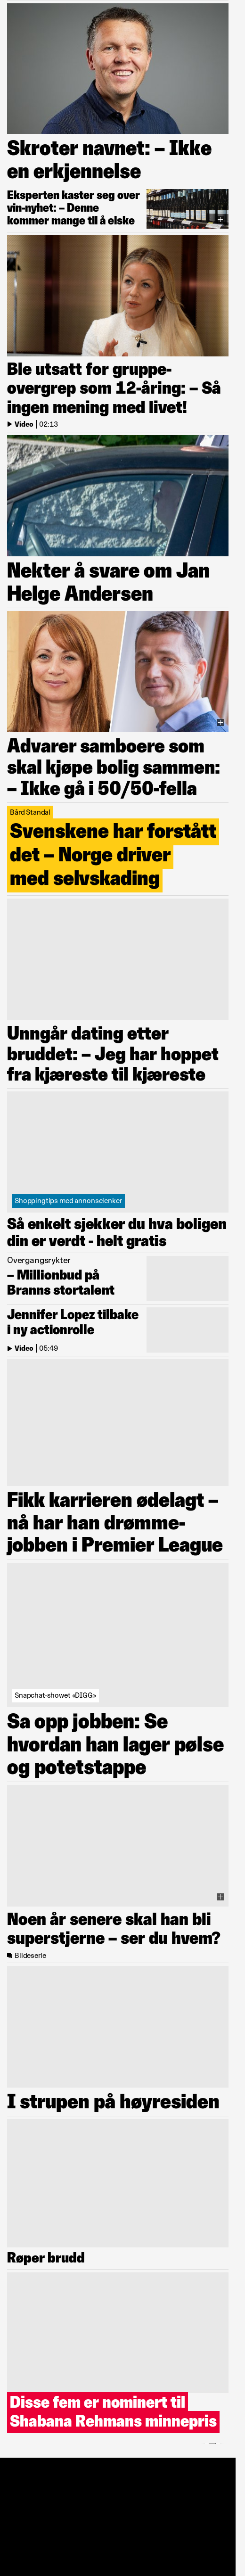 Skroter navnet: – Ikke
en erkjennelse
Eksperten kaster seg over
vin-nyhet: – Denne
kommer mange til å elske
Ble utsatt for gruppe-
overgrep som 12-åring: – Så
ingen mening med livet!
Video | 02:13
Nekter å svare om Jan
Helge Andersen
Advarer samboere som
skal kjøpe bolig sammen:
– Ikke gå i 50/50-fella
Bård Standal
Svenskene har forstått
det – Norge driver
med selvskading
Unngår dating etter
bruddet: – Jeg har hoppet
fra kjæreste til kjæreste
Shoppingtips med annonselenker
Så enkelt sjekker du hva boligen
din er verdt - helt gratis
Overgangsrykter
– Millionbud på
Branns stortalent
Jennifer Lopez tilbake
i ny actionrolle
Video | 05:49
Fikk karrieren ødelagt –
nå har han drømme-
jobben i Premier League
Snapchat-showet «DIGG»
Sa opp jobben: Se
hvordan han lager pølse
og potetstappe
Noen år senere skal han bli
superstjerne – ser du hvem?
Bildeserie
I strupen på høyresiden
Røper brudd
Disse fem er nominert til
Shabana Rehmans minnepris